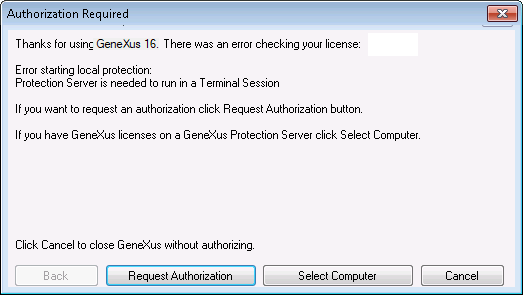 Authorization Required
Thanks for using GeneXus 16. There was an error checking your license:
Error starting local protection:
Protection Server is needed to run in a Terminal Session
If you want to request an authorization click Request Authorization button.
If you have GeneXus licenses on a GeneXus Protection Server click Select Computer.
Click Cancel to close GeneXus without authorizing.
Back
Request Authorization
Select Computer
Cancel